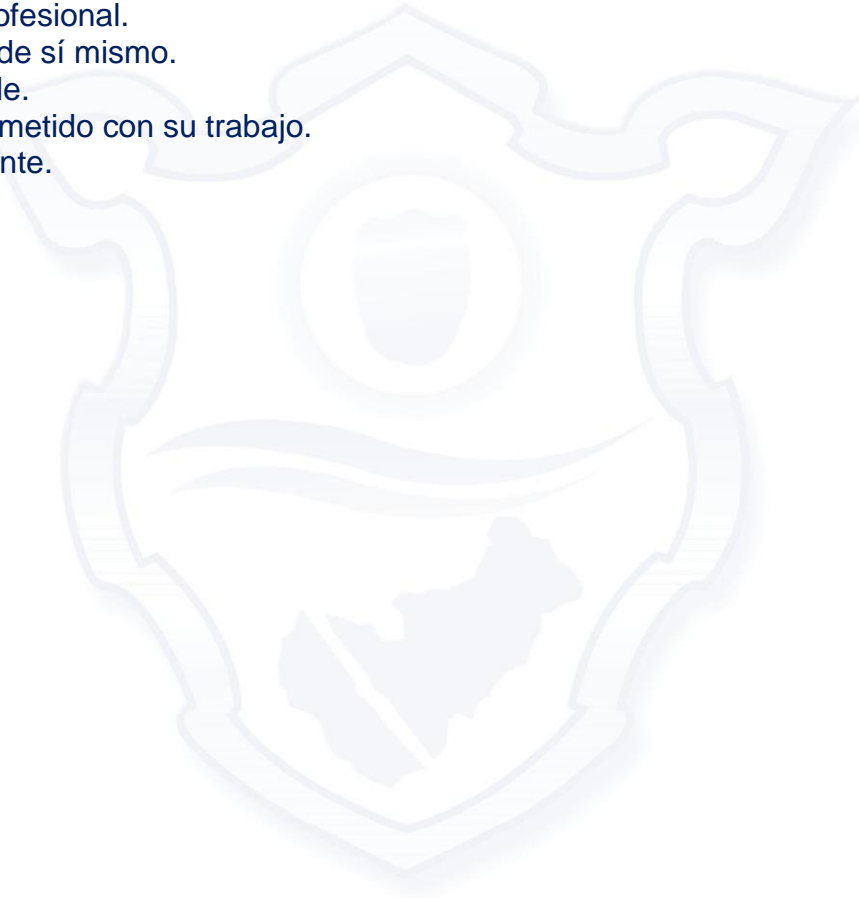 ofesional.
de sí mismo.
le.
metido con su trabajo.
nte.